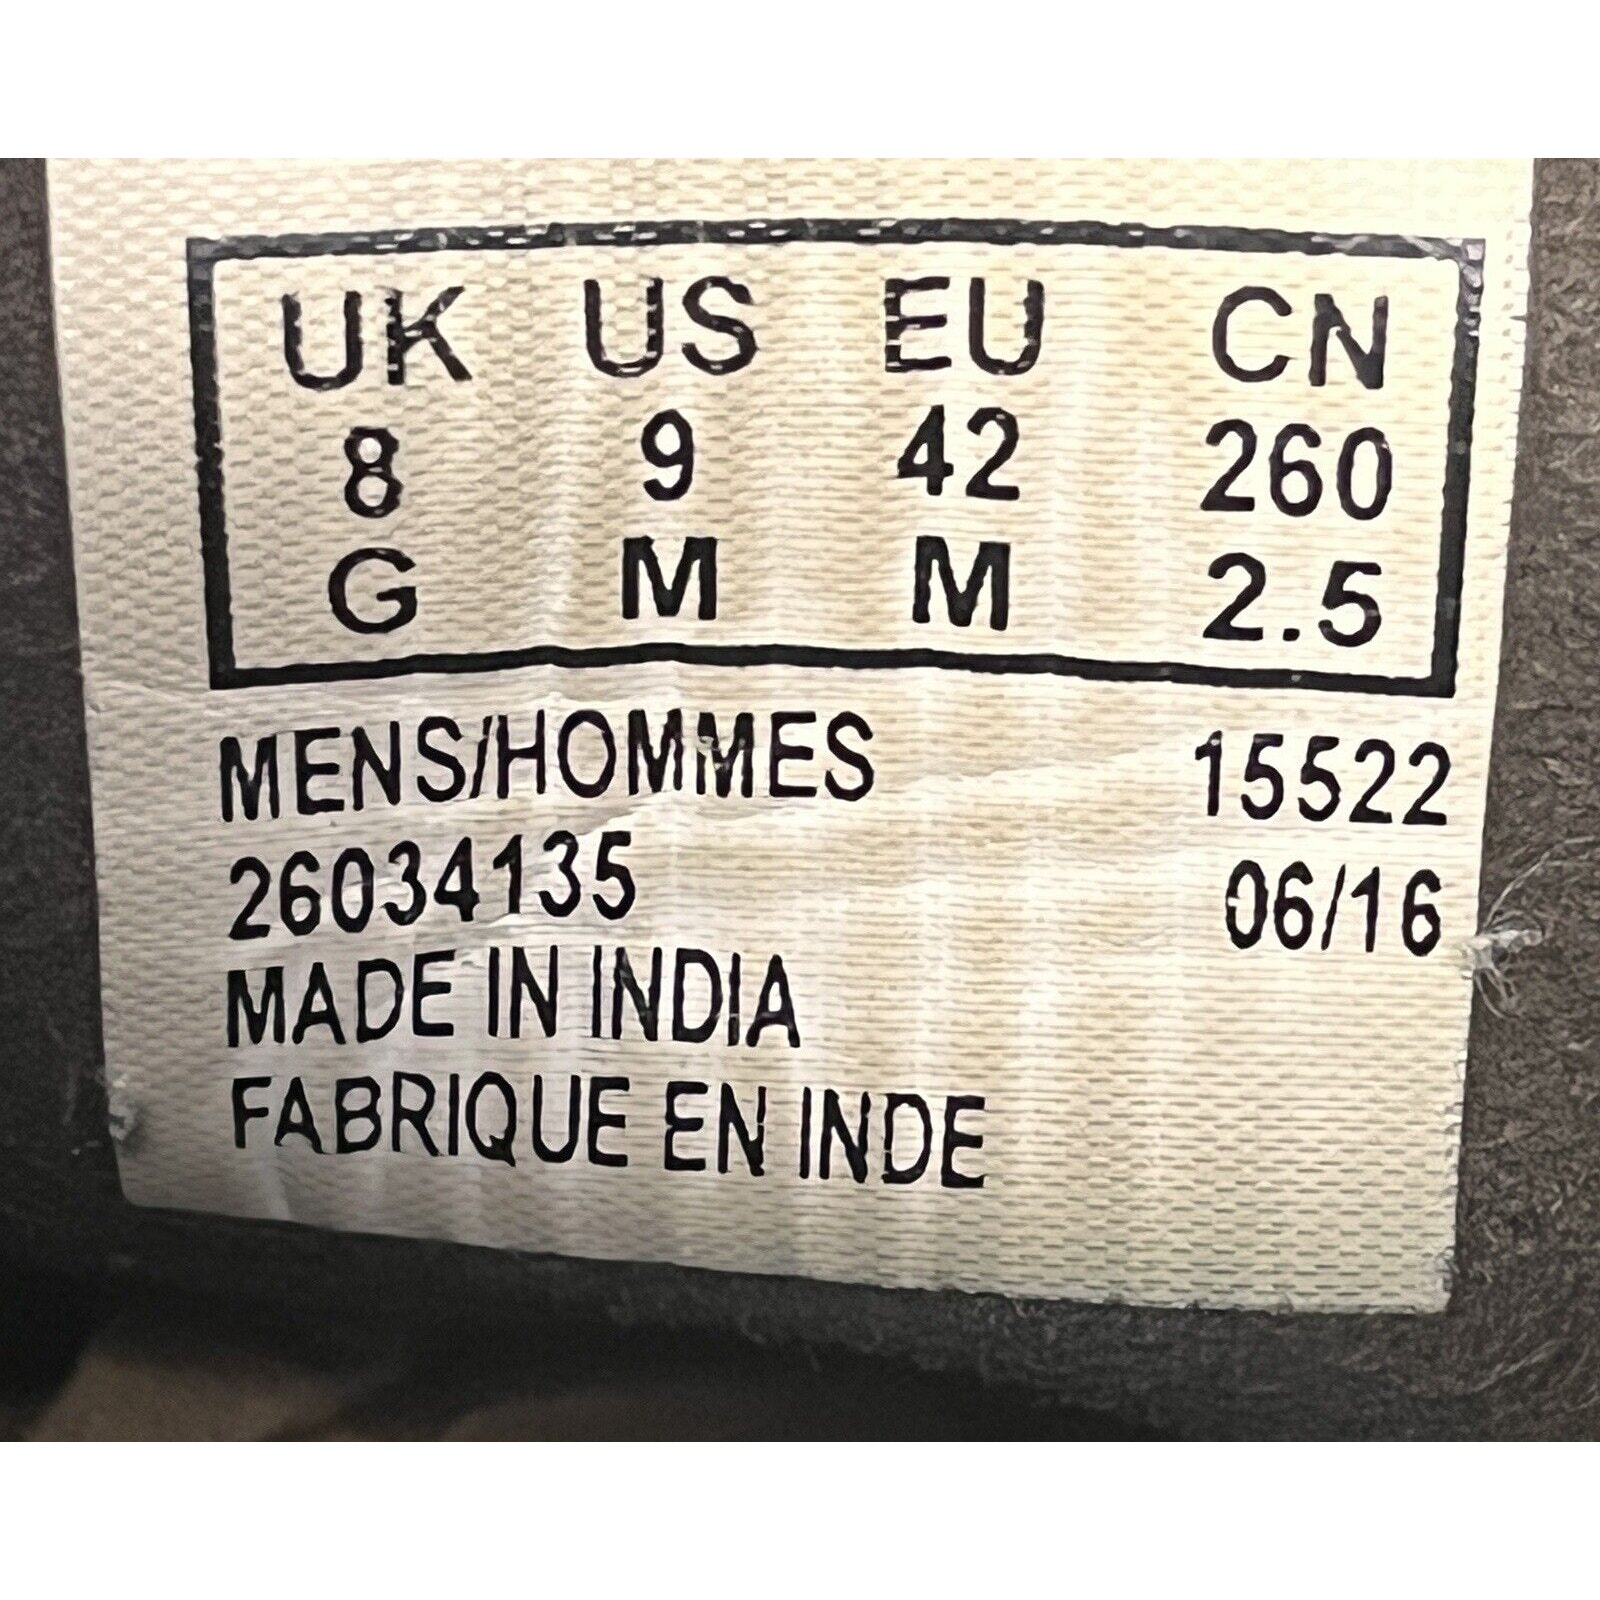 UK US EU CN
8 9 42 260
G M M 2.5
MENS/HOMMES 15522
26034135 06/16
MADE IN INDIA
FABRIQUE EN INDE